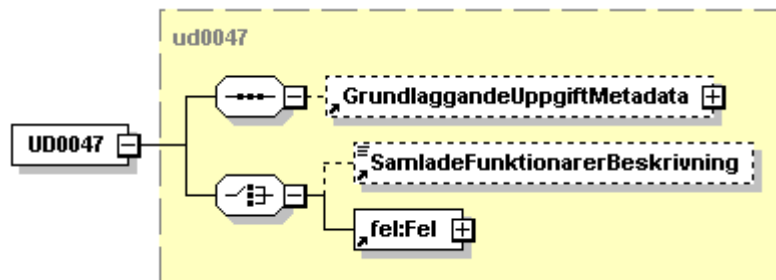 ud0047
GrundlaggandeUppgiftMetadata
UD0047
SamladeFunktionarerBeskrivning
fel:Fel